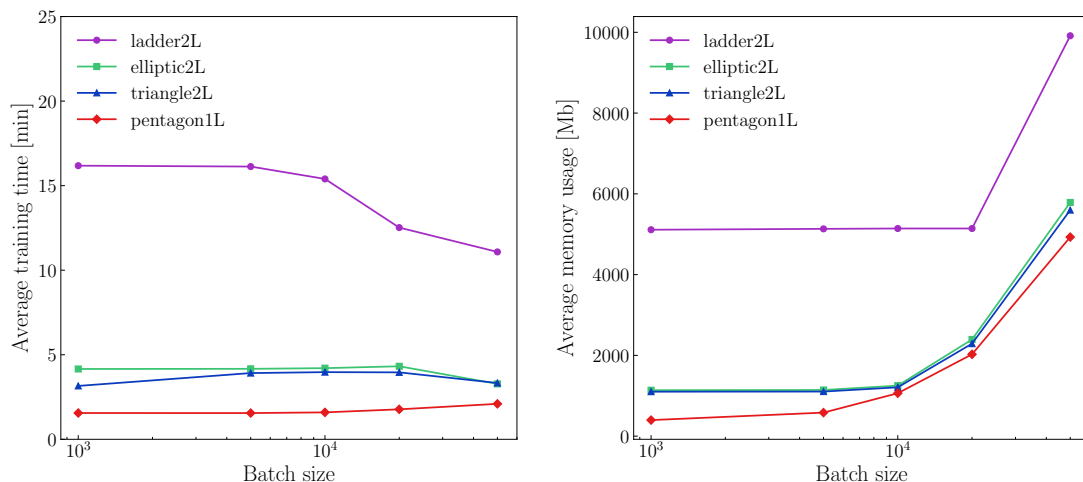 25
20
15
10
5
0
Average training time [min]
ladder2L
elliptic2L
triangle2L
pentagon1L
10³
10⁴
Batch size
10000
8000
6000
4000
2000
0
Average memory usage [Mb]
ladder2L
elliptic2L
triangle2L
pentagon1L
10³
10⁴
Batch size